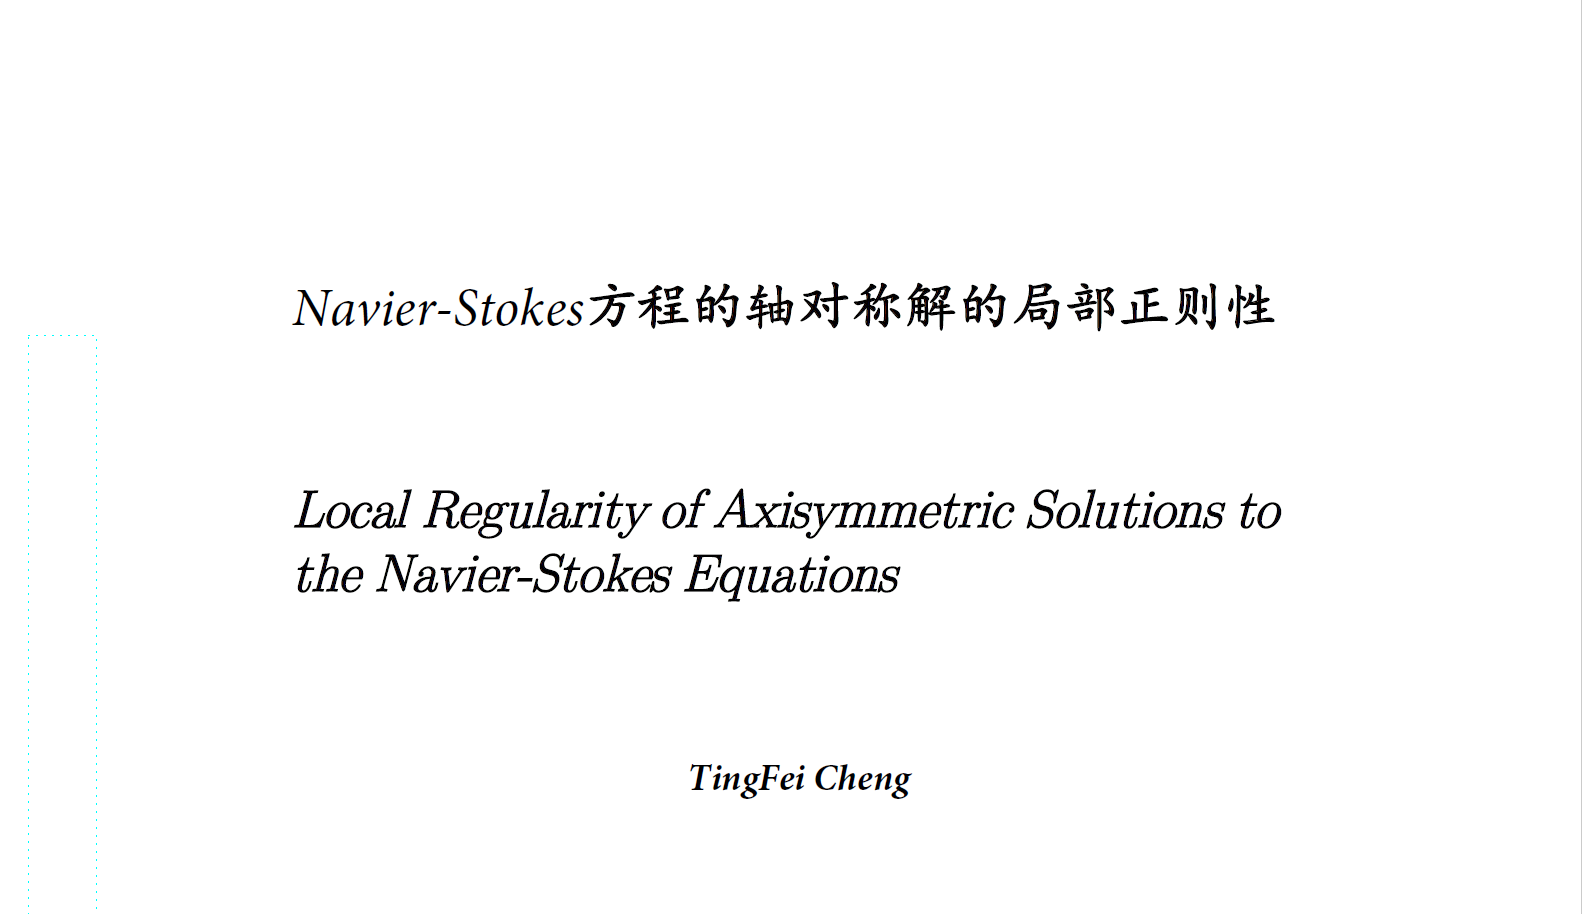 Navier-Stokes方程的轴对称解的局部正则性
Local Regularity of Axisymmetric Solutions to
the Navier-Stokes Equations
TingFei Cheng